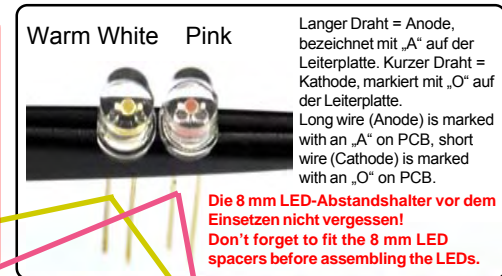 Warm White Pink
Langer Draht = Anode,
bezeichnet mit „A" auf der
Leiterplatte. Kurzer Draht =
Kathode, markiert mit „O" auf
der Leiterplatte.
Long wire (Anode) is marked
with an „A" on PCB, short
wire (Cathode) is marked
with an „O" on PCB.
Die 8 mm LED-Abstandshalter vor dem
Einsetzen nicht vergessen!
Don't forget to fit the 8 mm LED
spacers before assembling the LEDs.